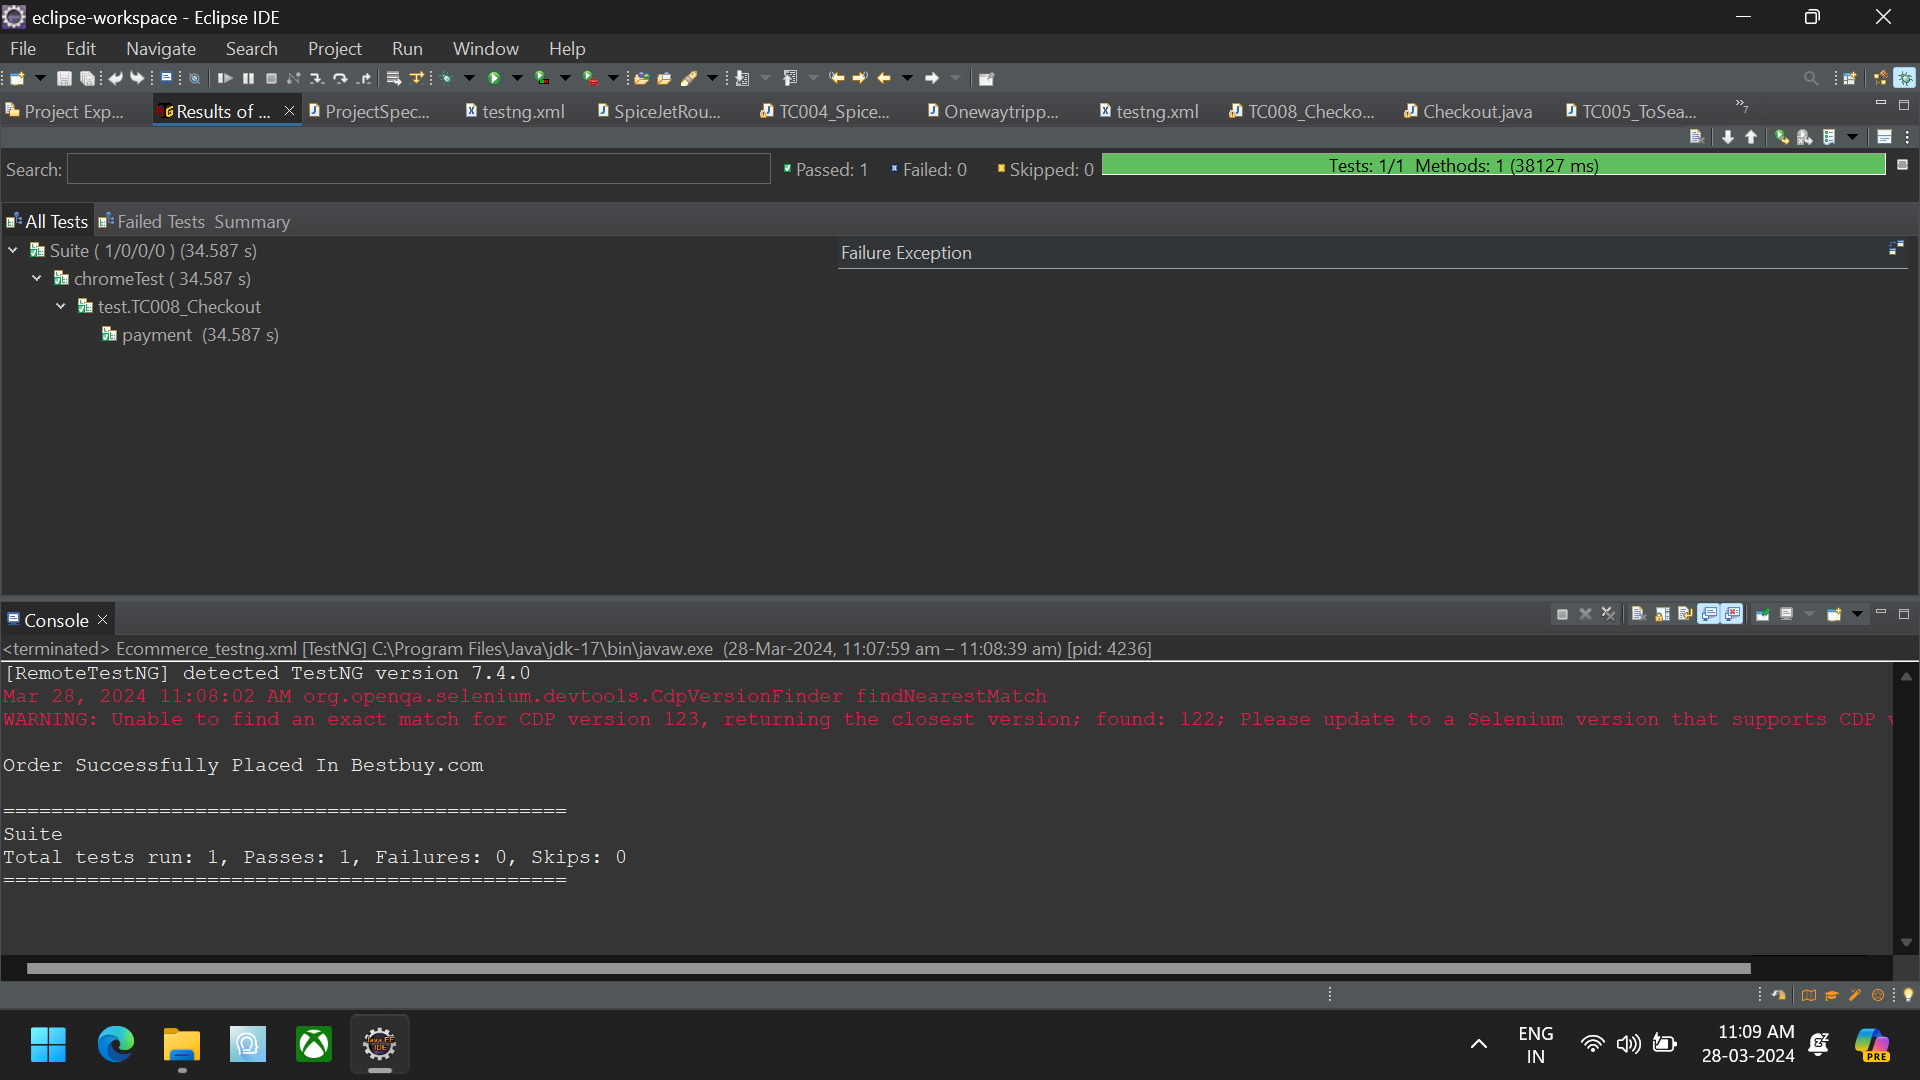 eclipse-workspace - Eclipse IDE
File Edit Navigate Search Project Run Window Help
Project Exp... Results of ... ProjectSpec... testng.xml SpiceJetRou... TC004_Spice... Onewaytripp... testng.xml TC008_Checko... Checkout.java TC005_ToSea... »7
Search: Passed: 1 Failed: 0 Skipped: 0 Tests: 1/1 Methods: 1 (38127 ms)
All Tests Failed Tests Summary
Suite ( 1/0/0/0 ) (34.587 s)
Failure Exception
chromeTest ( 34.587 s)
test.TC008_Checkout
payment (34.587 s)
Console
<terminated> Ecommerce_testng.xml [TestNG] C:\Program Files\Java\jdk-17\bin\javaw.exe (28-Mar-2024, 11:07:59 am – 11:08:39 am) [pid: 4236]
[RemoteTestNG] detected TestNG version 7.4.0
Mar 28, 2024 11:08:02 AM org.openqa.selenium.devtools.CdpVersionFinder findNearestMatch
WARNING: Unable to find an exact match for CDP version 123, returning the closest version; found: 122; Please update to a Selenium version that supports CDP
Order Successfully Placed In Bestbuy.com
===============================================
Suite
Total tests run: 1, Passes: 1, Failures: 0, Skips: 0
===============================================
ENG
IN
11:09 AM
28-03-2024
PRE